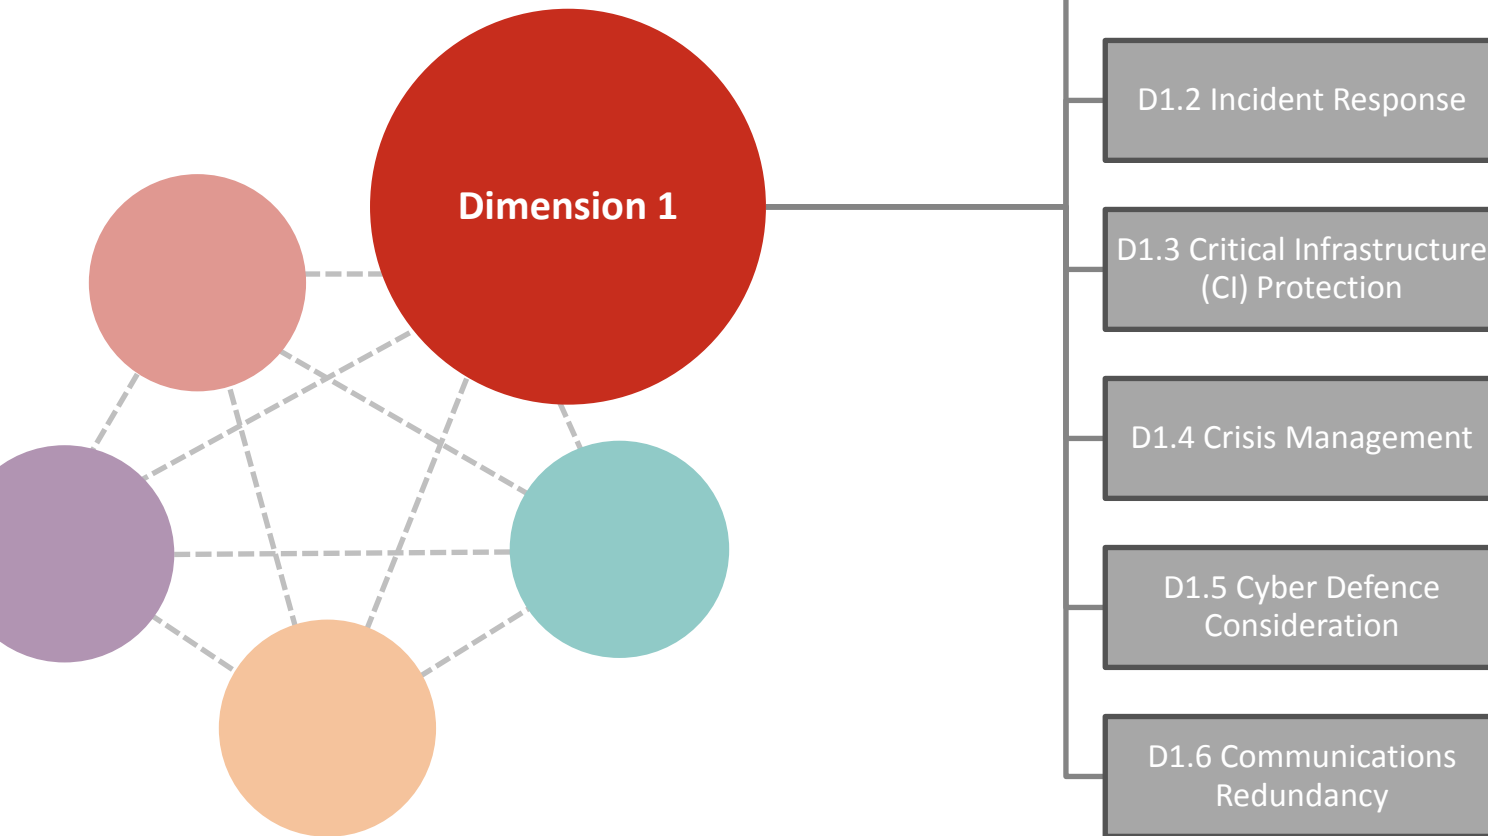 Dimension 1
D1.2 Incident Response
D1.3 Critical Infrastructure
(CI) Protection
D1.4 Crisis Management
D1.5 Cyber Defence
Consideration
D1.6 Communications
Redundancy